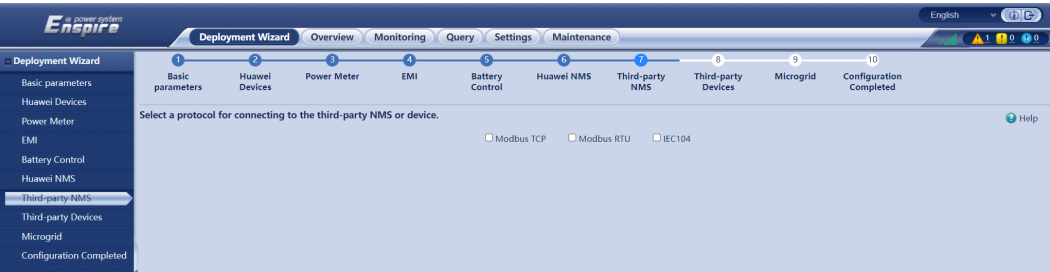 e power system
Enspire
English
Deployment Wizard
Overview
Monitoring
Query
Settings
Maintenance
1
0
0
Deployment Wizard
Basic parameters
Huawei Devices
Power Meter
EMI
Battery Control
Huawei NMS
Third-party NMS
Third-party Devices
Microgrid
Configuration Completed
1
Basic
parameters
2
Huawei
Devices
3
Power Meter
4
EMI
5
Battery
Control
6
Huawei NMS
7
Third-party
NMS
8
Third-party
Devices
9
Microgrid
10
Configuration
Completed
Select a protocol for connecting to the third-party NMS or device.
Help
Modbus TCP
Modbus RTU
IEC104